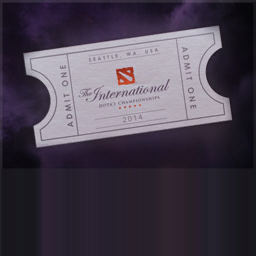 SEATTLE, WA, USA
ADMIT ONE
The International
DOTA 2 CHAMPIONSHIPS
2014
ADMIT ONE